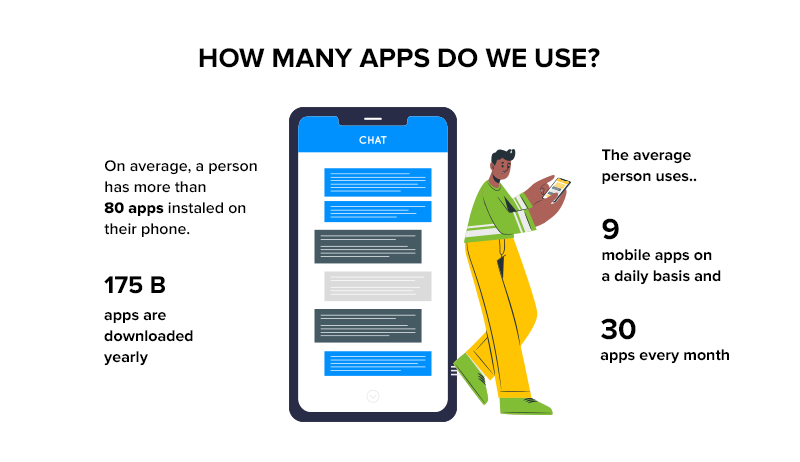 HOW MANY APPS DO WE USE?
On average, a person
has more than
80 apps instaled on
their phone.
175 B
apps are
downloaded
yearly
CHAT
The average
person uses..
9
mobile apps on
a daily basis and
30
apps every month